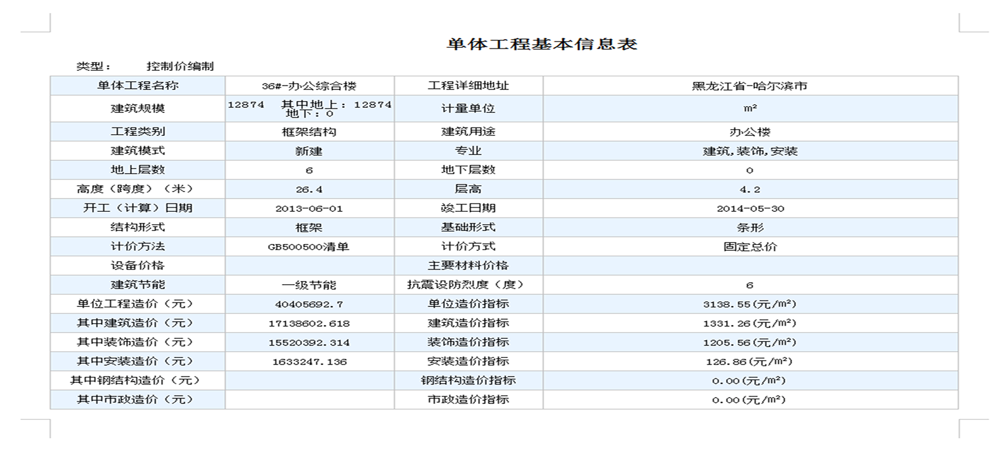 单体工程基本信息表
类型： 控制价编制
单体工程名称 36#-办公综合楼 工程详细地址 黑龙江省-哈尔滨市
建筑规模 12874 其中地上：12874 地下：0 计量单位 m²
工程类别 框架结构 建筑用途 办公楼
建筑模式 新建 专业 建筑,装饰,安装
地上层数 6 地下层数 0
高度（跨度）（米） 26.4 层高 4.2
开工（计算）日期 2013-06-01 竣工日期 2014-05-30
结构形式 框架 基础形式 条形
计价方法 GB500500清单 计价方式 固定总价
设备价格 主要材料价格
建筑节能 一级节能 抗震设防烈度（度） 6
单位工程造价（元） 40405692.7 单位造价指标 3138.55(元/m²)
其中建筑造价（元） 17138602.618 建筑造价指标 1331.26(元/m²)
其中装饰造价（元） 15520392.314 装饰造价指标 1205.56(元/m²)
其中安装造价（元） 1633247.136 安装造价指标 126.86(元/m²)
其中钢结构造价（元） 钢结构造价指标 0.00(元/m²)
其中市政造价（元） 市政造价指标 0.00(元/m²)